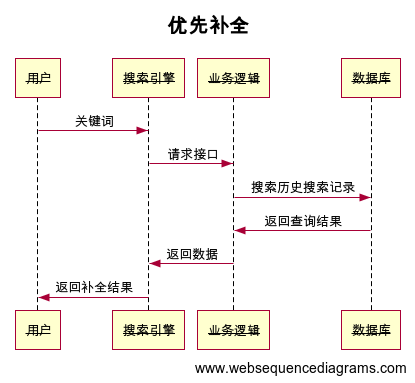 优先补全
用户 搜索引擎 业务逻辑 数据库
关键词
请求接口
搜索历史搜索记录
返回查询结果
返回数据
返回补全结果
用户 搜索引擎 业务逻辑 数据库
www.websequencediagrams.com